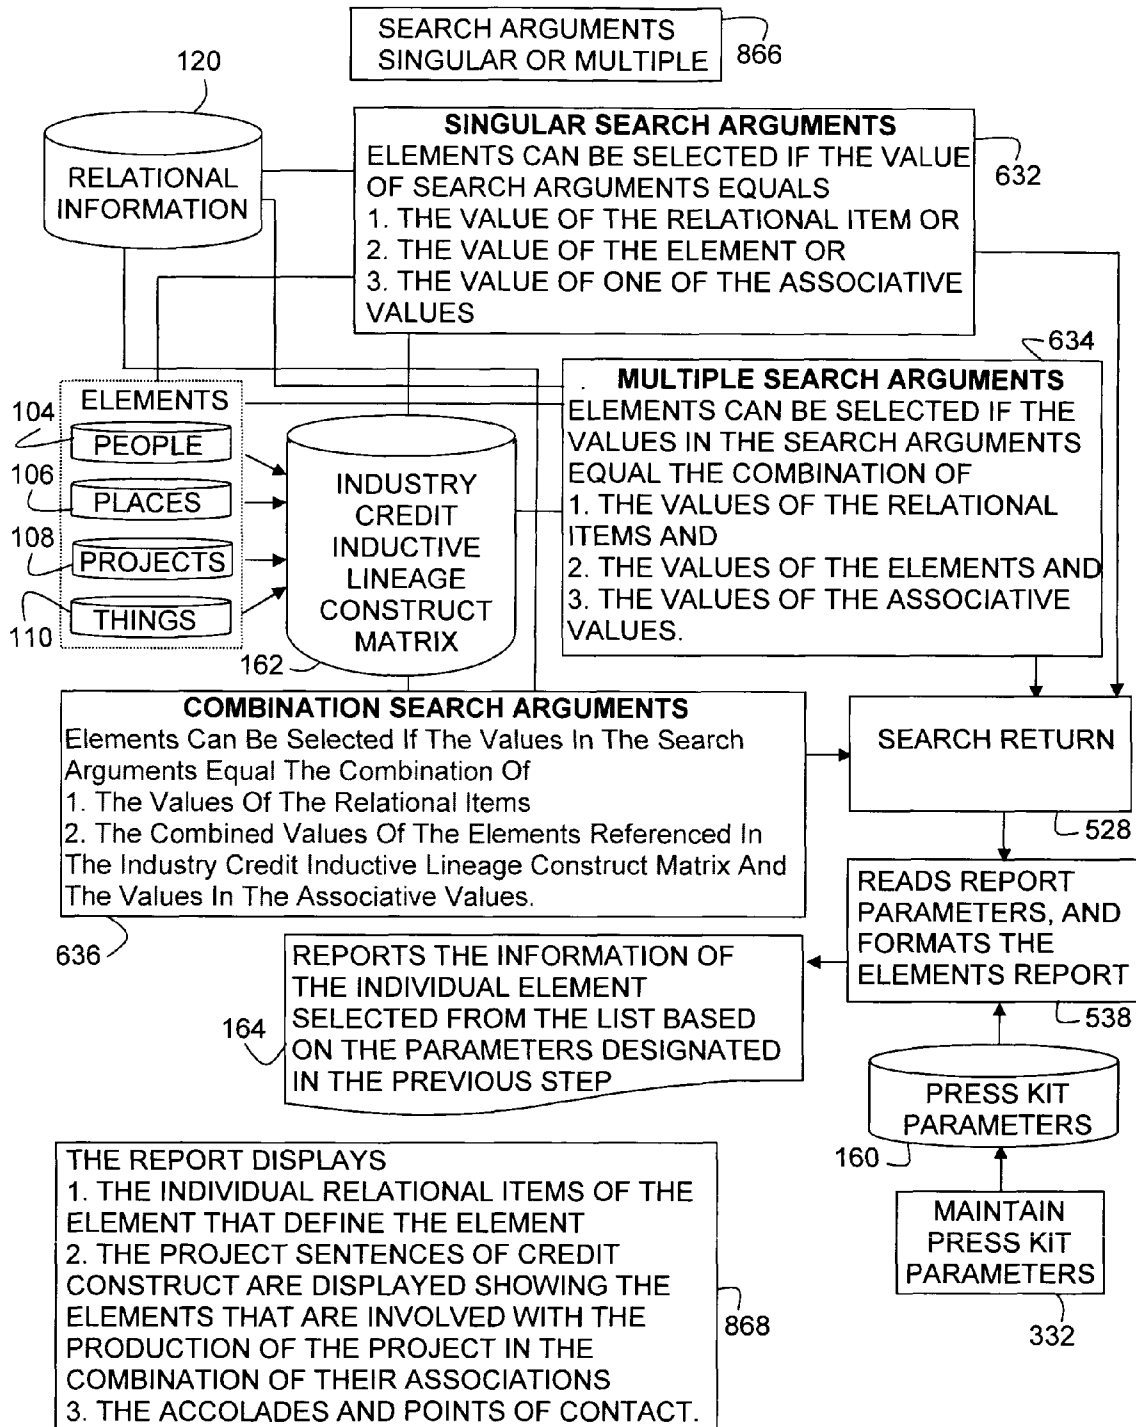 SEARCH ARGUMENTS
SINGULAR OR MULTIPLE
866
120
RELATIONAL
INFORMATION
SINGULAR SEARCH ARGUMENTS
ELEMENTS CAN BE SELECTED IF THE VALUE
OF SEARCH ARGUMENTS EQUALS
1. THE VALUE OF THE RELATIONAL ITEM OR
2. THE VALUE OF THE ELEMENT OR
3. THE VALUE OF ONE OF THE ASSOCIATIVE
VALUES
632
634
MULTIPLE SEARCH ARGUMENTS
ELEMENTS CAN BE SELECTED IF THE
VALUES IN THE SEARCH ARGUMENTS
EQUAL THE COMBINATION OF
1. THE VALUES OF THE RELATIONAL
ITEMS AND
2. THE VALUES OF THE ELEMENTS AND
3. THE VALUES OF THE ASSOCIATIVE
VALUES.
ELEMENTS
104
PEOPLE
106
PLACES
108
PROJECTS
110
THINGS
INDUSTRY
CREDIT
INDUCTIVE
LINEAGE
CONSTRUCT
MATRIX
162
COMBINATION SEARCH ARGUMENTS
Elements Can Be Selected If The Values In The Search
Arguments Equal The Combination Of
1. The Values Of The Relational Items
2. The Combined Values Of The Elements Referenced In
The Industry Credit Inductive Lineage Construct Matrix And
The Values In The Associative Values.
636
SEARCH RETURN
528
READS REPORT
PARAMETERS, AND
FORMATS THE
ELEMENTS REPORT
538
REPORTS THE INFORMATION OF
THE INDIVIDUAL ELEMENT
SELECTED FROM THE LIST BASED
ON THE PARAMETERS DESIGNATED
IN THE PREVIOUS STEP
164
PRESS KIT
PARAMETERS
160
MAINTAIN
PRESS KIT
PARAMETERS
332
THE REPORT DISPLAYS
1. THE INDIVIDUAL RELATIONAL ITEMS OF THE
ELEMENT THAT DEFINE THE ELEMENT
2. THE PROJECT SENTENCES OF CREDIT
CONSTRUCT ARE DISPLAYED SHOWING THE
ELEMENTS THAT ARE INVOLVED WITH THE
PRODUCTION OF THE PROJECT IN THE
COMBINATION OF THEIR ASSOCIATIONS
3. THE ACCOLADES AND POINTS OF CONTACT.
868